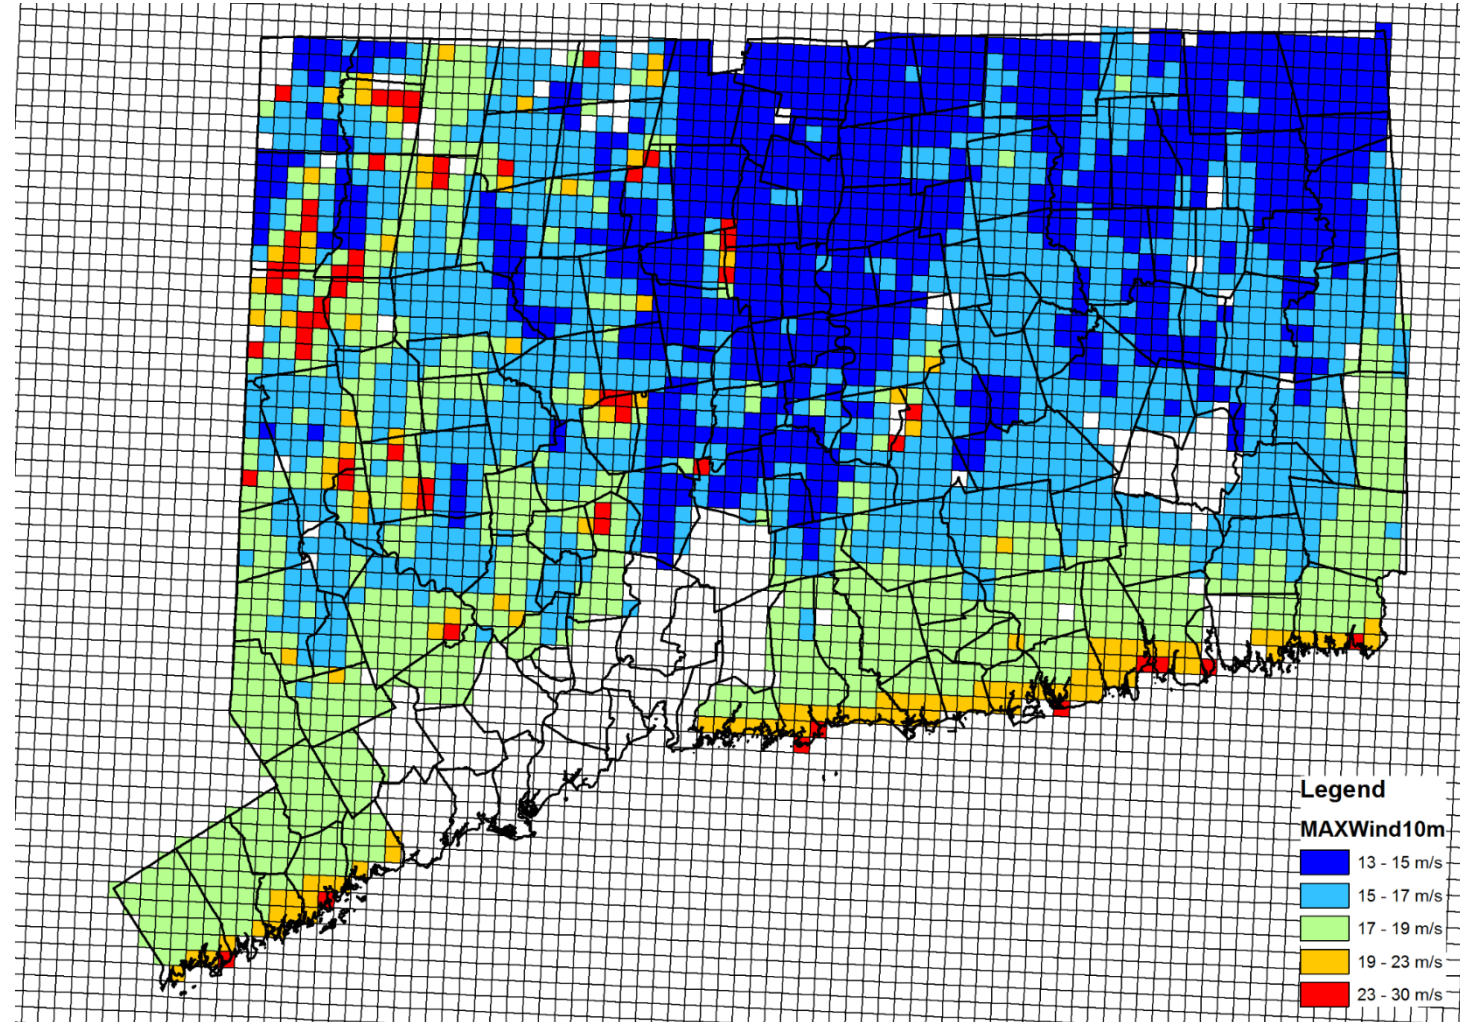 Legend
MAXWind10m
13 - 15 m/s
15 - 17 m/s
17 - 19 m/s
19 - 23 m/s
23 - 30 m/s